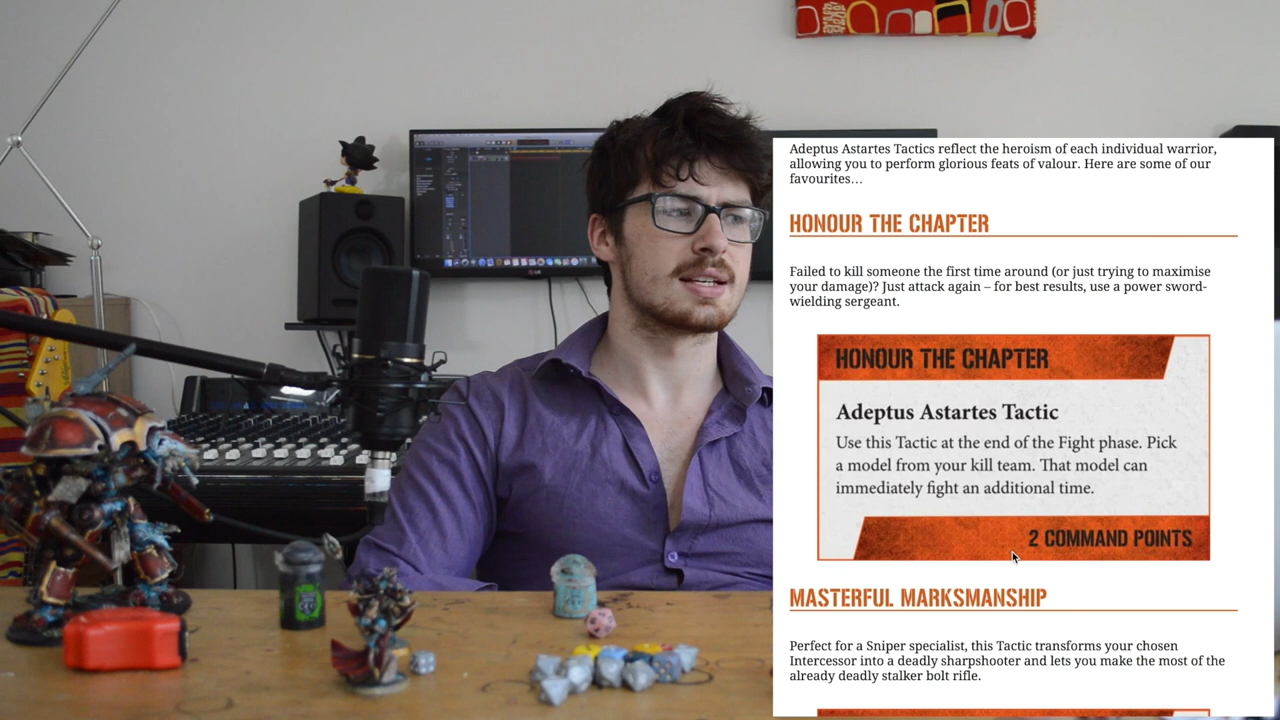 Adeptus Astartes Tactics reflect the heroism of each individual warrior,
allowing you to perform glorious feats of valour. Here are some of our
favourites…
HONOUR THE CHAPTER
Failed to kill someone the first time around (or just trying to maximise
your damage)? Just attack again – for best results, use a power sword-
wielding sergeant.
HONOUR THE CHAPTER
Adeptus Astartes Tactic
Use this Tactic at the end of the Fight phase. Pick
a model from your kill team. That model can
immediately fight an additional time.
2 COMMAND POINTS
MASTERFUL MARKSMANSHIP
Perfect for a Sniper specialist, this Tactic transforms your chosen
Intercessor into a deadly sharpshooter and lets you make the most of the
already deadly stalker bolt rifle.